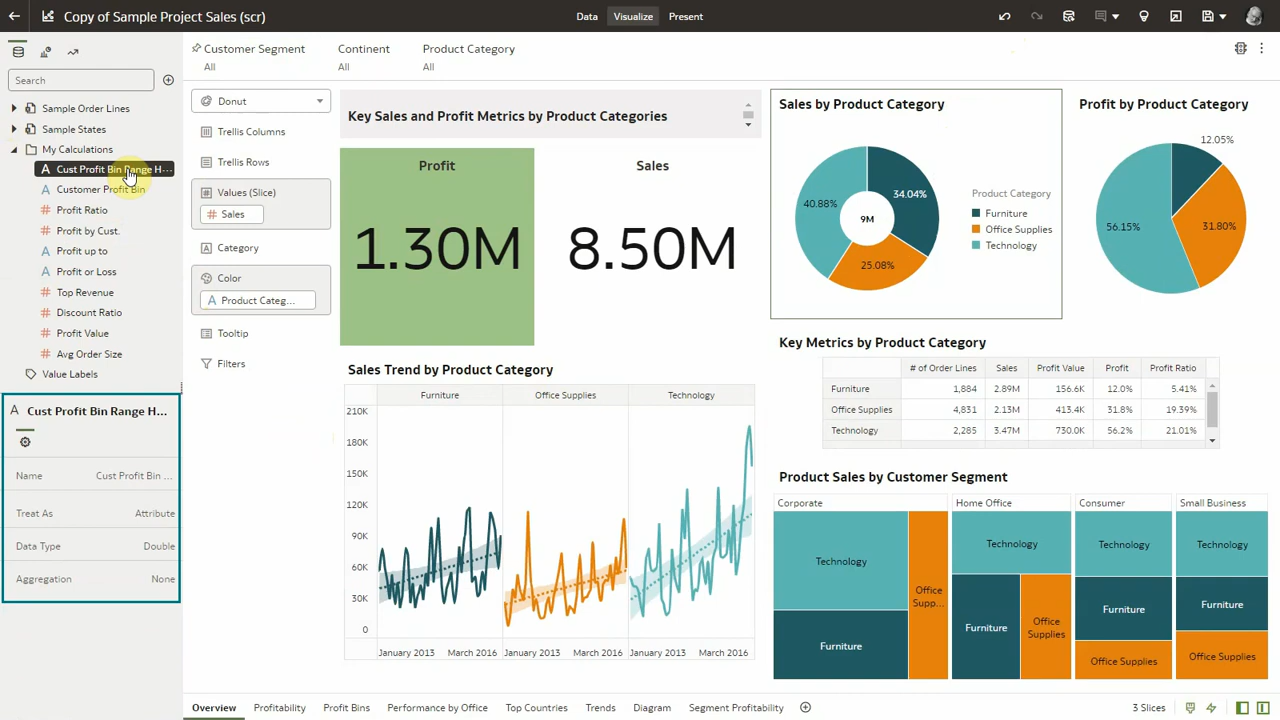 Copy of Sample Project Sales (scr)
Data
Visualize
Present
Customer Segment
All
Continent
All
Product Category
All
Search
Sample Order Lines
Sample States
My Calculations
A Cust Profit Bin Range H...
A Customer Profit Bin
# Profit Ratio
# Profit by Cust.
A Profit up to
A Profit or Loss
# Top Revenue
# Discount Ratio
# Profit Value
# Avg Order Size
Value Labels
A Cust Profit Bin Range H...
Name Cust Profit Bin ...
Treat As Attribute
Data Type Double
Aggregation None
Donut
Trellis Columns
Trellis Rows
Values (Slice)
# Sales
Category
Color
A Product Categ...
Tooltip
Filters
Key Sales and Profit Metrics by Product Categories
Profit
1.30M
Sales
8.50M
Sales by Product Category
34.04%
40.88%
9M
25.08%
Product Category
Furniture
Office Supplies
Technology
Profit by Product Category
12.05%
56.15%
31.80%
Sales Trend by Product Category
Furniture Office Supplies Technology
210K
180K
150K
120K
90K
60K
30K
0
January 2013 March 2016 January 2013 March 2016 January 2013 March 2016
Key Metrics by Product Category
# of Order Lines Sales Profit Value Profit Profit Ratio
Furniture 1,884 2.89M 156.6K 12.0% 5.41%
Office Supplies 4,831 2.13M 413.4K 31.8% 19.39%
Technology 2,285 3.47M 730.0K 56.2% 21.01%
Product Sales by Customer Segment
Corporate
Technology
Furniture
Office
Supp...
Home Office
Technology
Furniture
Office
Supplies
Consumer
Technology
Furniture
Office Supplies
Small Business
Technology
Furniture
Office Supplies
Overview
Profitability
Profit Bins
Performance by Office
Top Countries
Trends
Diagram
Segment Profitability
3 Slices